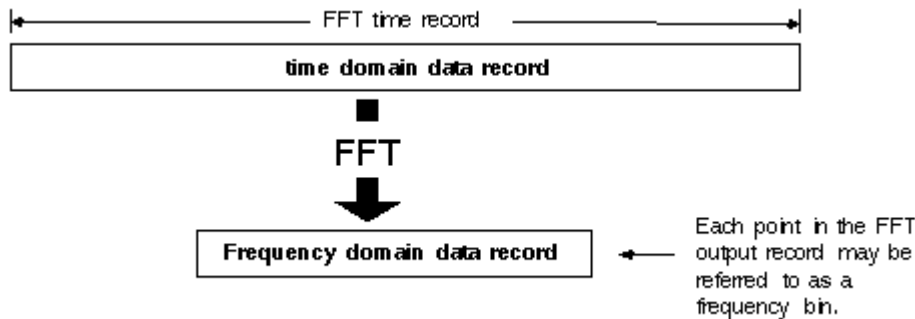 FFT time record
time domain data record
FFT
Frequency domain data record
Each point in the FFT
output record may be
referred to as a
frequency bin.